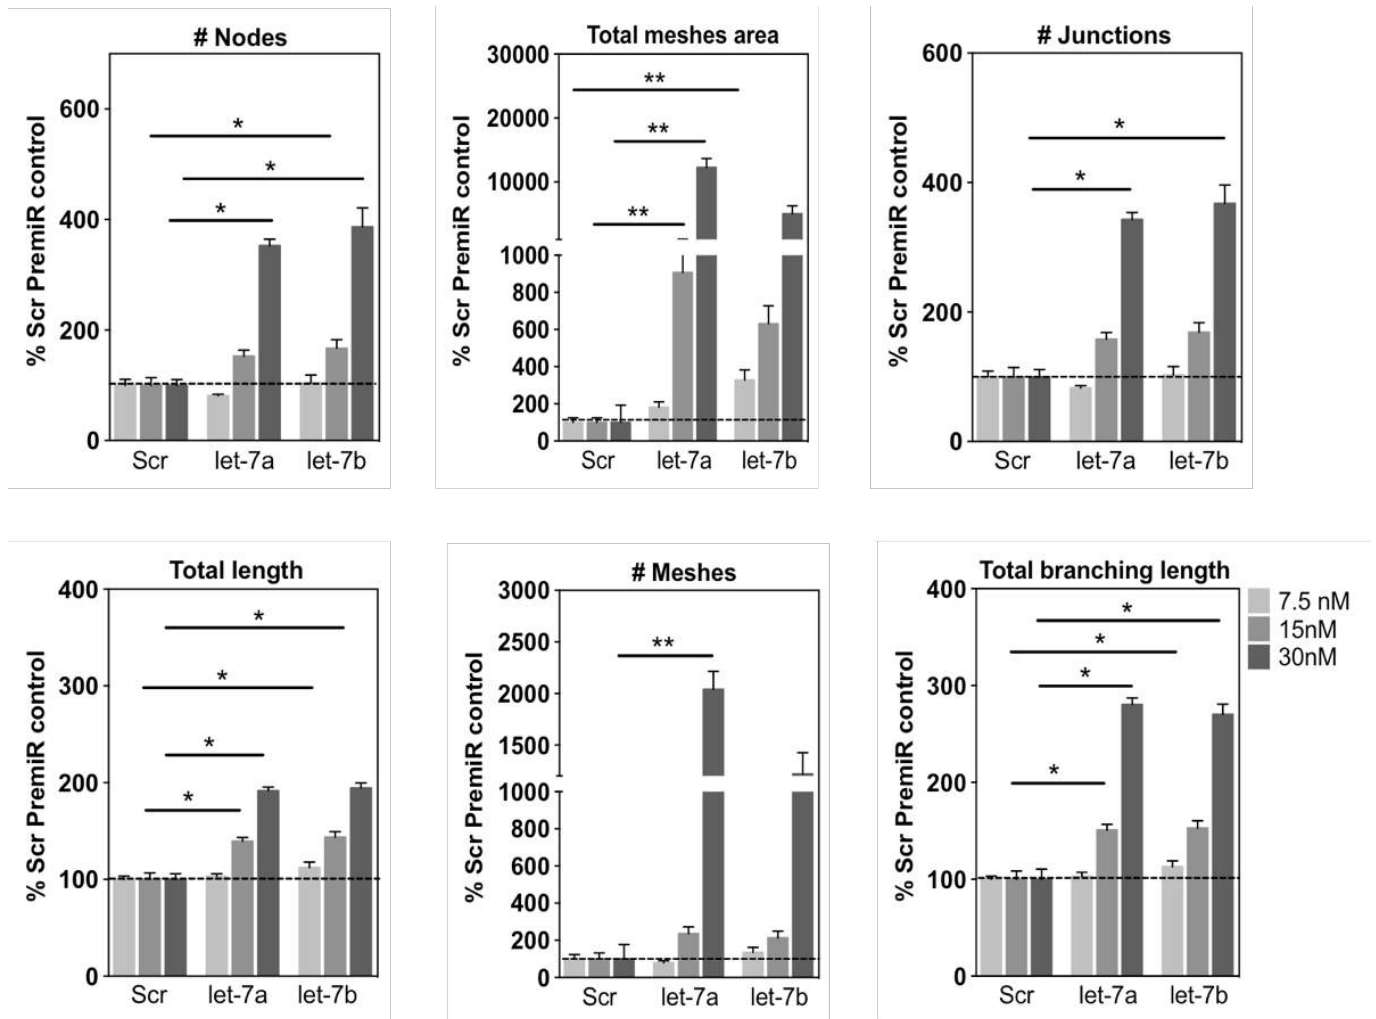 # Nodes
% Scr PremiR control
600
400
200
0
*
*
*
Scr let-7a let-7b
Total meshes area
% Scr PremiR control
30000
20000
10000
1000
800
600
400
200
0
**
**
**
Scr let-7a let-7b
# Junctions
% Scr PremiR control
600
400
200
0
*
*
Scr let-7a let-7b
Total length
% Scr PremiR control
400
300
200
100
0
*
*
*
*
Scr let-7a let-7b
# Meshes
% Scr PremiR control
3000
2500
2000
1500
1000
800
600
400
200
0
**
Scr let-7a let-7b
Total branching length
% Scr PremiR control
400
300
200
100
0
*
*
*
*
Scr let-7a let-7b
7.5 nM
15nM
30nM